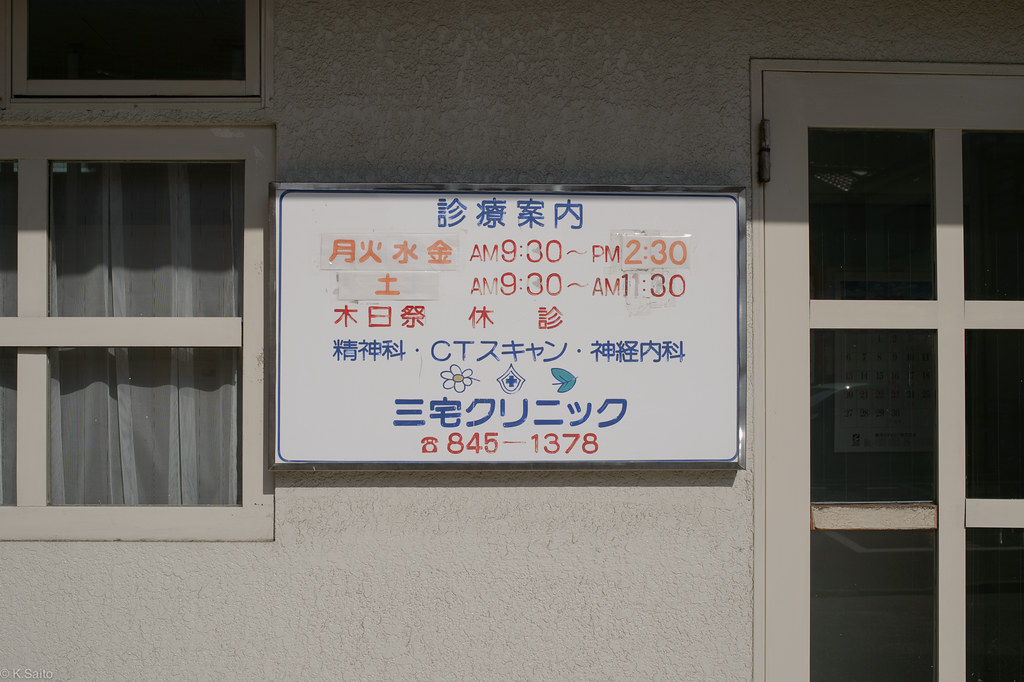 診療案内
月火水金 AM9:30〜PM2:30
土 AM9:30〜AM11:30
木日祭 休診
精神科・CTスキャン・神経内科
三宅クリニック
☎845-1378
© K.Saito